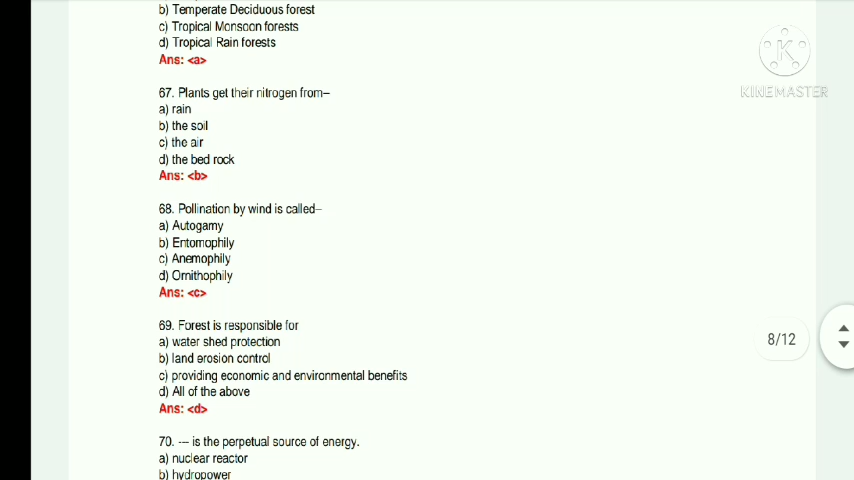 b) Temperate Deciduous forest
c) Tropical Monsoon forests
d) Tropical Rain forests
Ans: <a>
67. Plants get their nitrogen from–
a) rain
b) the soil
c) the air
d) the bed rock
Ans: <b>
68. Pollination by wind is called–
a) Autogamy
b) Entomophily
c) Anemophily
d) Ornithophily
Ans: <c>
69. Forest is responsible for
a) water shed protection
b) land erosion control
c) providing economic and environmental benefits
d) All of the above
Ans: <d>
70. --- is the perpetual source of energy.
a) nuclear reactor
b) hydropower
K
KINEMASTER
8/12